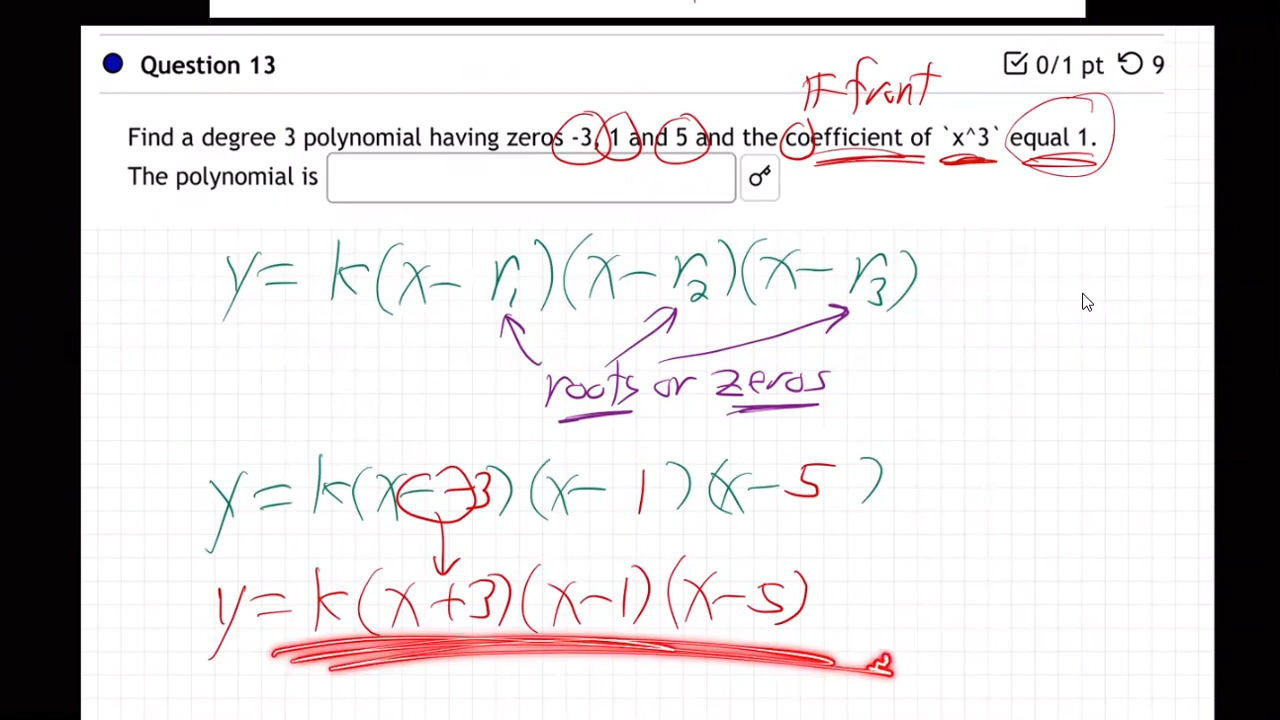 Question 13
0/1 pt 9
# front
Find a degree 3 polynomial having zeros -3, 1 and 5 and the coefficient of `x^3` equal 1.
The polynomial is
y = k(x - r₁)(x - r₂)(x - r₃)
roots or zeros
y = k(x - -3)(x - 1)(x - 5)
y = k(x+3)(x-1)(x-5)